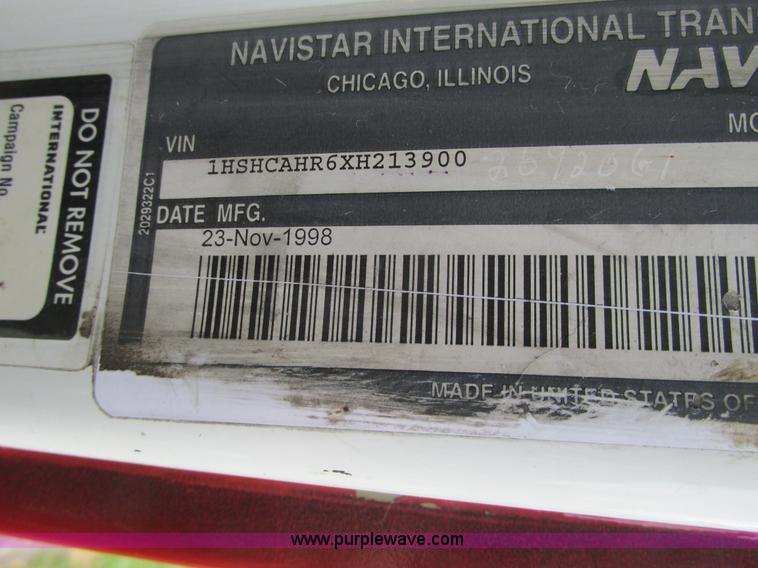 NAVISTAR INTERNATIONAL TRAN
CHICAGO, ILLINOIS
NAV
MO
VIN
1HSHCAHR6XH213900
DATE MFG.
23-Nov-1998
2029322C1
MADE IN UNITED STATES OF
DO NOT REMOVE
INTERNATIONAL
Campaign No
www.purplewave.com